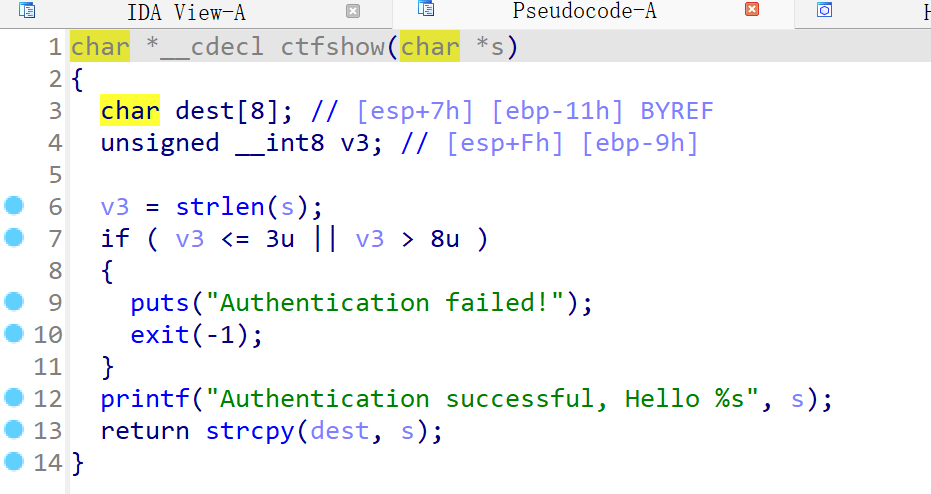 IDA View-A Pseudocode-A H
1 char *__cdecl ctfshow(char *s)
2 {
3 char dest[8]; // [esp+7h] [ebp-11h] BYREF
4 unsigned __int8 v3; // [esp+Fh] [ebp-9h]
5
6 v3 = strlen(s);
7 if ( v3 <= 3u || v3 > 8u )
8 {
9 puts("Authentication failed!");
10 exit(-1);
11 }
12 printf("Authentication successful, Hello %s", s);
13 return strcpy(dest, s);
14 }